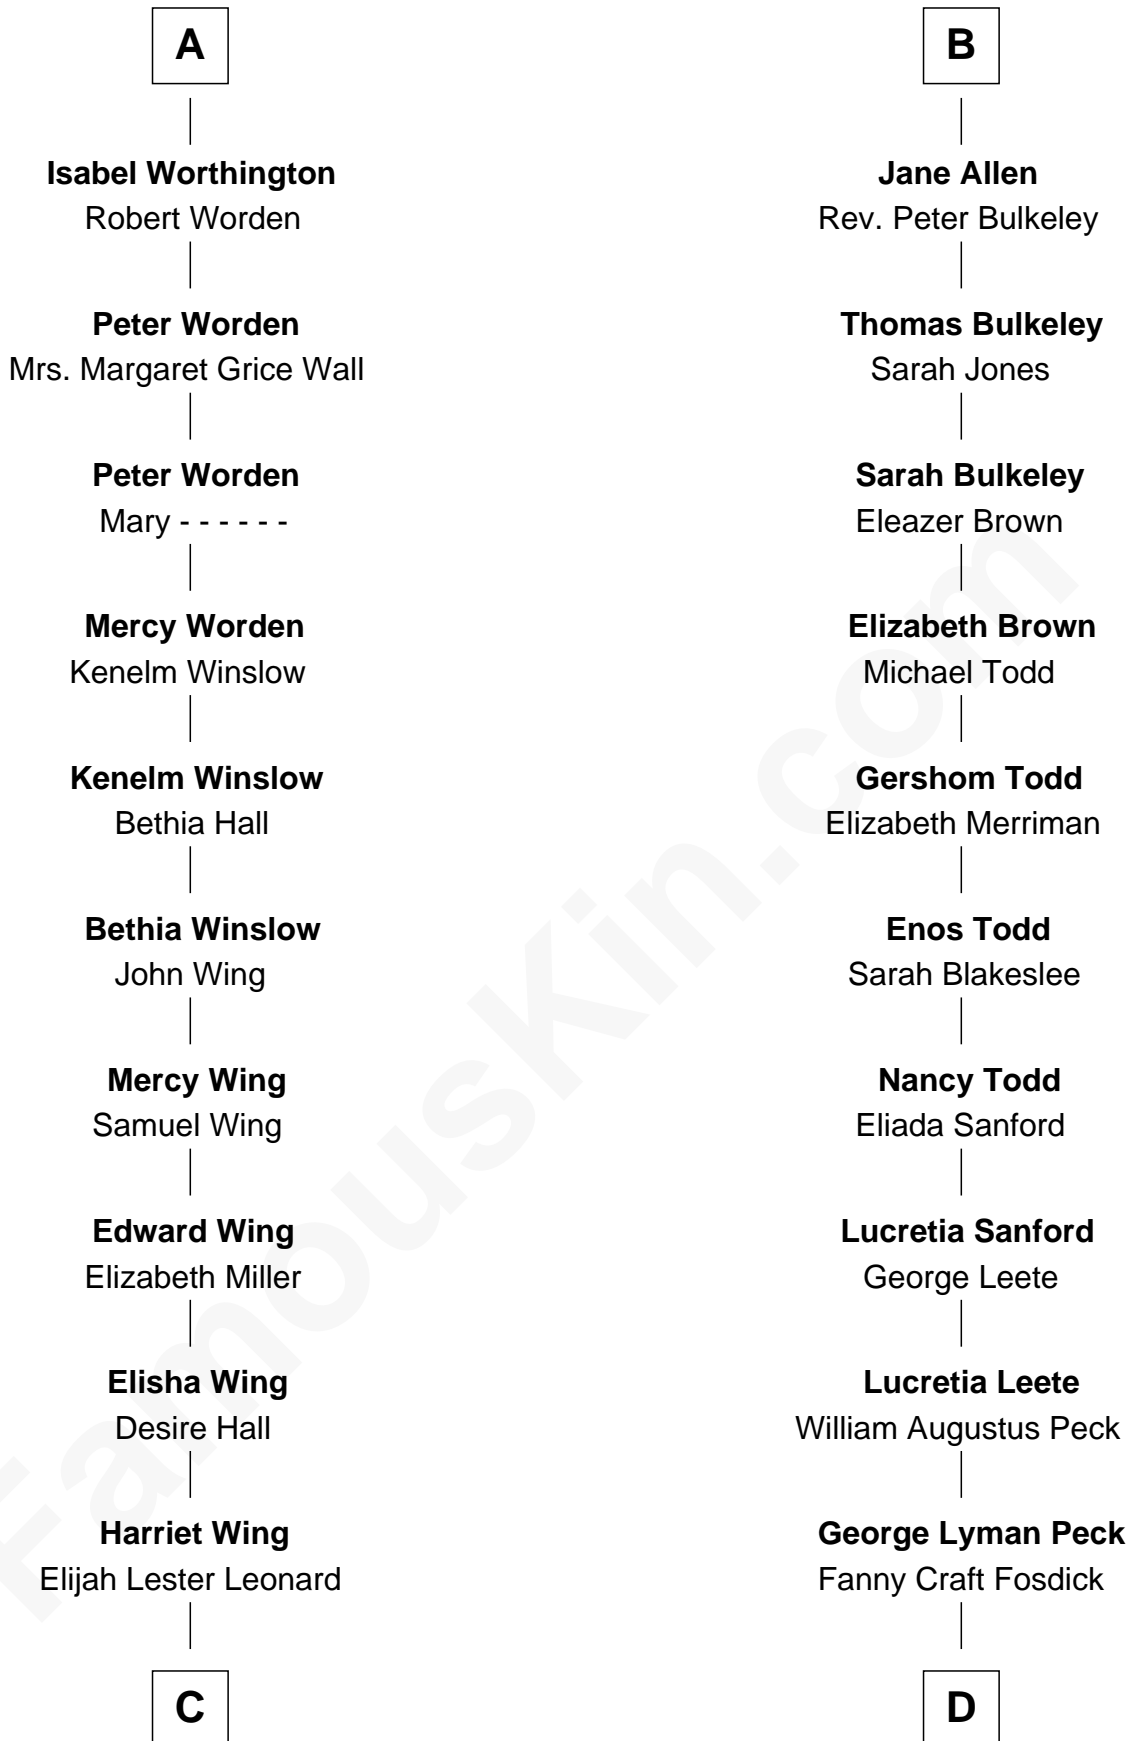 A
Isabel Worthington
Robert Worden
Peter Worden
Mrs. Margaret Grice Wall
Peter Worden
Mary - - - - - -
Mercy Worden
Kenelm Winslow
Kenelm Winslow
Bethia Hall
Bethia Winslow
John Wing
Mercy Wing
Samuel Wing
Edward Wing
Elizabeth Miller
Elisha Wing
Desire Hall
Harriet Wing
Elijah Lester Leonard
C
B
Jane Allen
Rev. Peter Bulkeley
Thomas Bulkeley
Sarah Jones
Sarah Bulkeley
Eleazer Brown
Elizabeth Brown
Michael Todd
Gershom Todd
Elizabeth Merriman
Enos Todd
Sarah Blakeslee
Nancy Todd
Eliada Sanford
Lucretia Sanford
George Leete
Lucretia Leete
William Augustus Peck
George Lyman Peck
Fanny Craft Fosdick
D
FamousKin.com